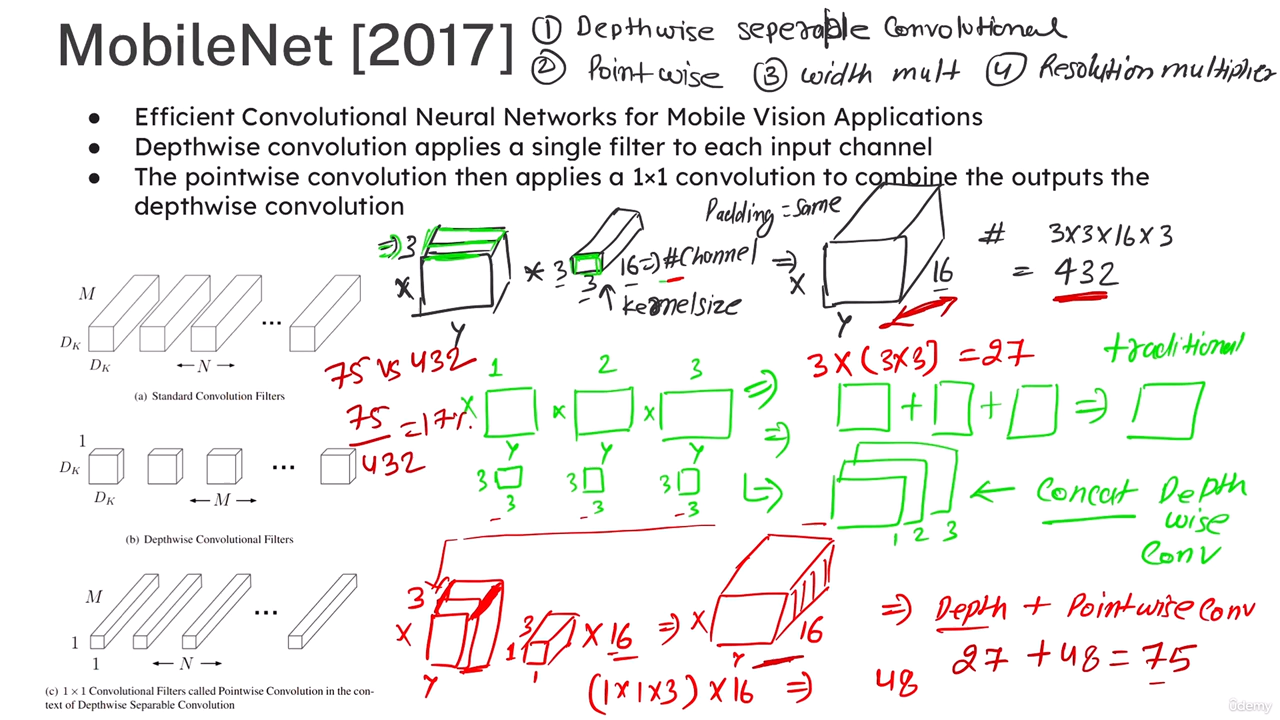 MobileNet [2017]
① Depthwise seperable Convolutional
② Pointwise ③ width mult ④ Resolution multiplier
● Efficient Convolutional Neural Networks for Mobile Vision Applications
● Depthwise convolution applies a single filter to each input channel
● The pointwise convolution then applies a 1×1 convolution to combine the outputs the
depthwise convolution
Padding = same
⇒ 3
X
Y
* 3
3
16 ⇒ #Channel
↑ kernelsize
⇒
X
Y
16
# 3x3x16x3
= 432
M
D_K
D_K
← N →
...
(a) Standard Convolution Filters
75 vs 432
75
432
= 17%
3 x (3x3) = 27
traditional
1 2 3
X x x ⇒
Y Y Y
+ + ⇒
⇒
3 3 3
3 3 3
↳⇒
1 2 3
← Concat Depth
wise
Conv
1
D_K
D_K
← M →
...
(b) Depthwise Convolutional Filters
M
1
1
← N →
...
(c) 1 × 1 Convolutional Filters called Pointwise Convolution in the con-
text of Depthwise Separable Convolution
3
X
Y
3
1
1
x 16 ⇒
X
Y
16
(1x1x3) x 16 ⇒ 48
⇒ Depth + Pointwise Conv
27 + 48 = 75
ûdemy